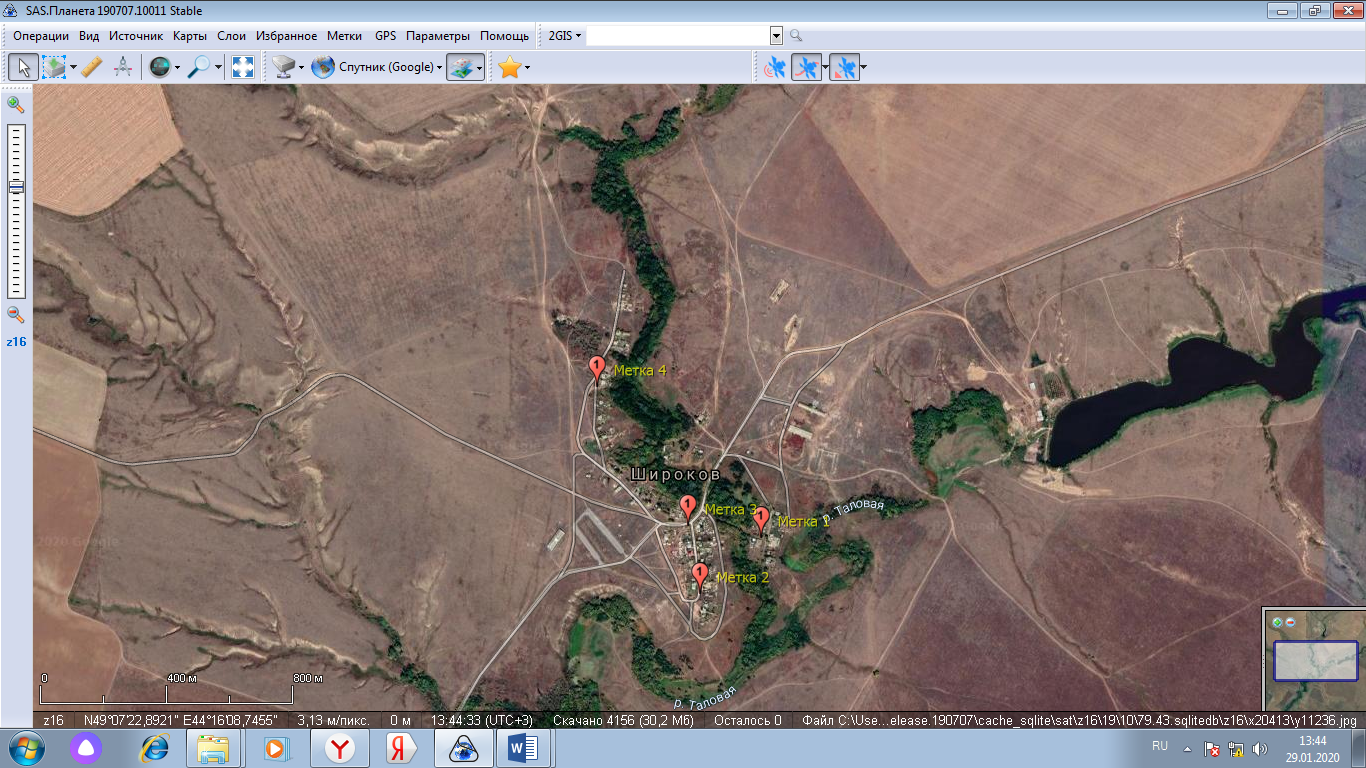 SAS.Планета 190707.10011 Stable
Операции Вид Источник Карты Слои Избранное Метки GPS Параметры Помощь 2GIS
Спутник (Google)
z16
Метка 4
Широков
Метка 3
Метка 1
р. Таловая
Метка 2
р. Таловая
0 400 м 800 м
z16 N49°07'22,8921" E44°16'08,7455" 3,13 м/пикс. 0 м 13:44:33 (UTC+3) Скачано 4156 (30,2 Мб) Осталось 0 Файл C:\Use...elease.190707\cache_sqlite\sat\z16\19\10\79.43.sqlitedb\z16\x20413\y11236.jpg
RU 13:44
29.01.2020